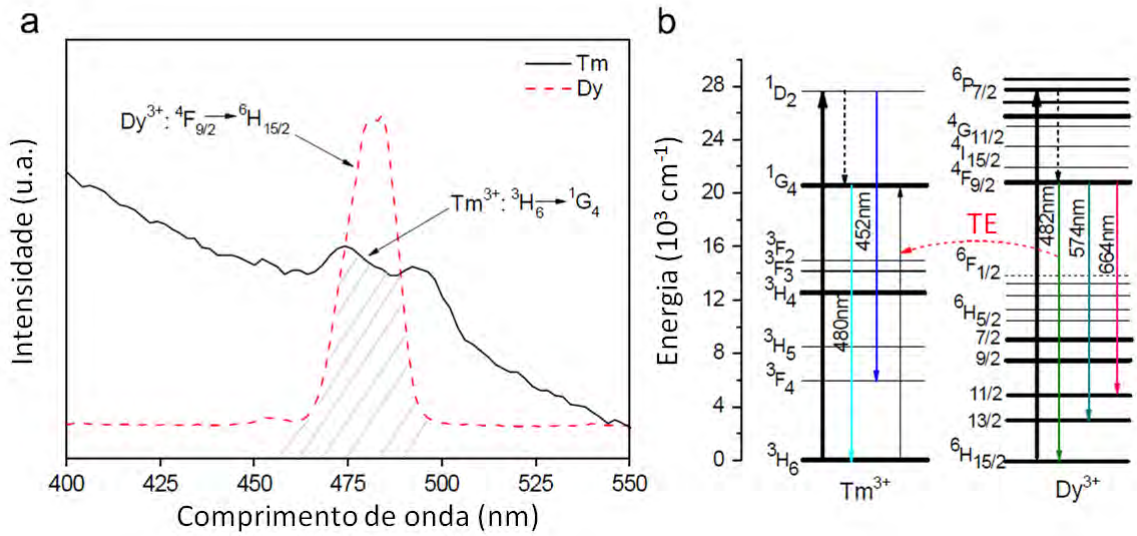 a
Intensidade (u.a.)
Tm
Dy
Dy³⁺: ⁴F₉/₂ → ⁶H₁₅/₂
Tm³⁺: ³H₆ → ¹G₄
400 425 450 475 500 525 550
Comprimento de onda (nm)
b
Energia (10³ cm⁻¹)
28
24
20
16
12
8
4
0
¹D₂
¹G₄
³F₂
³F₃
³H₄
³H₅
³F₄
³H₆
452nm
480nm
Tm³⁺
TE
⁶P₇/₂
⁴G₁₁/₂
⁴I₁₅/₂
⁴F₉/₂
⁶F₁/₂
⁶H₅/₂
7/2
9/2
11/2
13/2
⁶H₁₅/₂
482nm
574nm
664nm
Dy³⁺